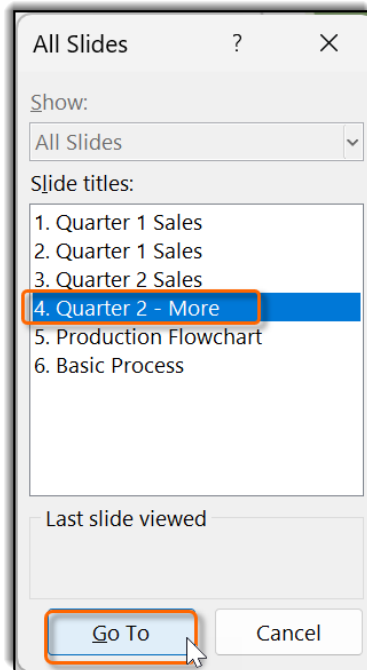 All Slides ?
Show:
All Slides
Slide titles:
1. Quarter 1 Sales
2. Quarter 1 Sales
3. Quarter 2 Sales
4. Quarter 2 - More
5. Production Flowchart
6. Basic Process
Last slide viewed
Go To Cancel